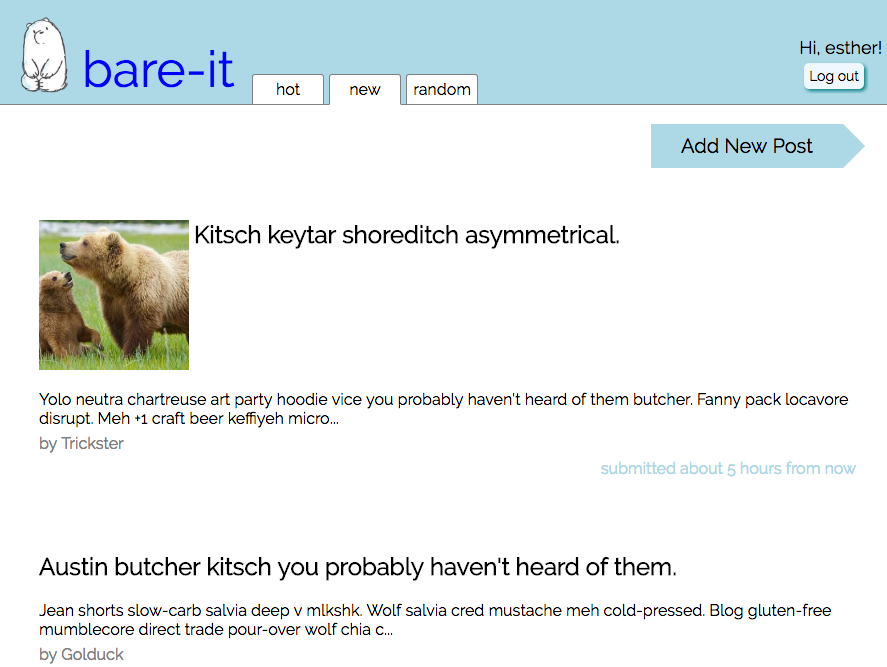 bare-it
hot
new
random
Hi, esther!
Log out
Add New Post
Kitsch keytar shoreditch asymmetrical.
Yolo neutra chartreuse art party hoodie vice you probably haven't heard of them butcher. Fanny pack locavore
disrupt. Meh +1 craft beer keffiyeh micro...
by Trickster
submitted about 5 hours from now
Austin butcher kitsch you probably haven't heard of them.
Jean shorts slow-carb salvia deep v mlkshk. Wolf salvia cred mustache meh cold-pressed. Blog gluten-free
mumblecore direct trade pour-over wolf chia c...
by Golduck